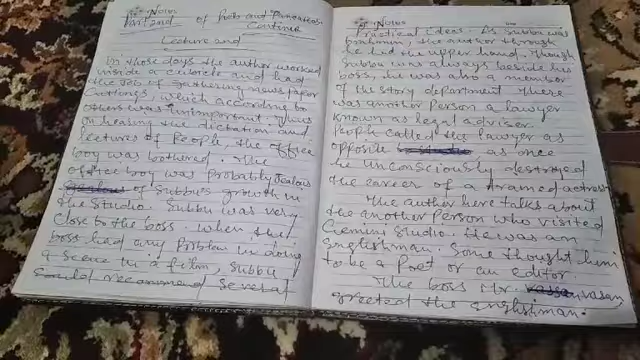 Notes
Part 2nd of Poets and Pancakes
Continue
Lecture and
In those days the author worked
inside a cubicle and had
the job of gathering newspaper
cuttings, which according to
others was unimportant. Thus
on hearing the dictation and
lectures of People, the office
boy was bothered. The
office boy was probably Jealous
of Subbu's growth in
the Studio. Subbu was very
close to the boss. When the
boss had any Problem in doing
a Scene in a film, Subbu
Could recommend Several
Notes
Practical Ideas. As Subbu was
the author through
he had the upper hand. Though
Subbu was always beside his
boss, he was also a member
of the story department. There
was another Person a lawyer
known as legal adviser.
People called this lawyer as
opposite as once
he unconsciously destroyed
the career of a dramed actress
The author here talks about
the another Person who visited
Gemini Studio. He was an
Englishman. Some thought him
to be a Poet or an editor.
The boss Mr. vasan
greeted the englishman.